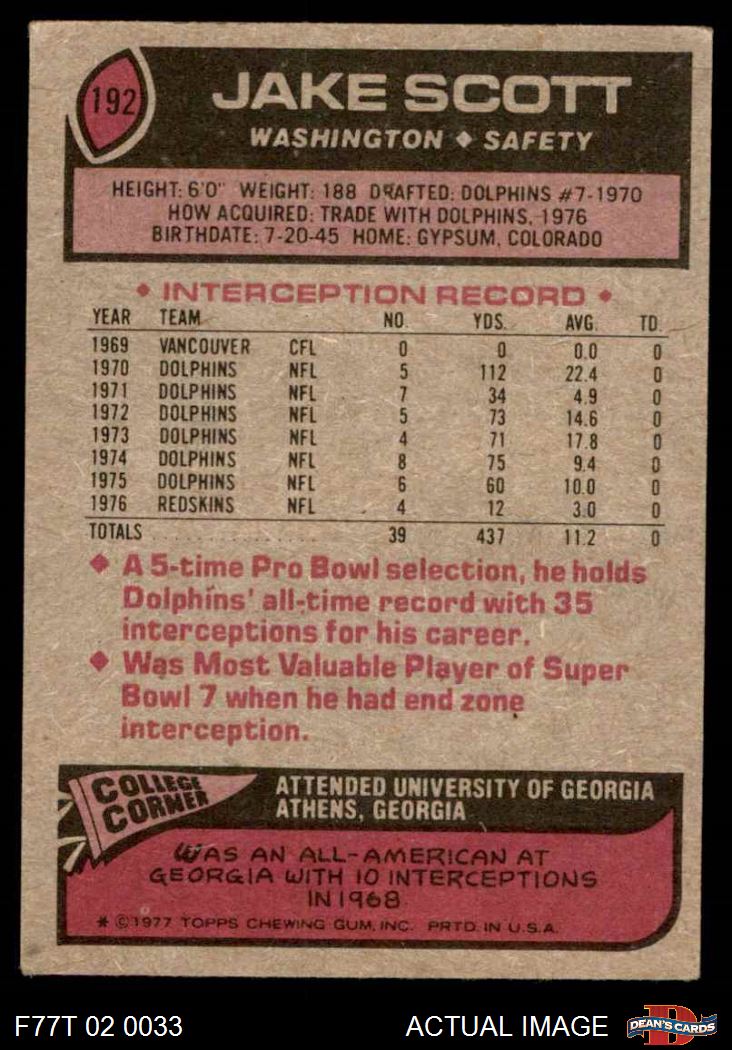 192
JAKE SCOTT
WASHINGTON ◆ SAFETY
HEIGHT: 6'0" WEIGHT: 188 DRAFTED: DOLPHINS #7-1970
HOW ACQUIRED: TRADE WITH DOLPHINS, 1976
BIRTHDATE: 7-20-45 HOME: GYPSUM, COLORADO
◆ INTERCEPTION RECORD ◆
YEAR TEAM NO. YDS. AVG. TD.
1969 VANCOUVER CFL 0 0 0.0 0
1970 DOLPHINS NFL 5 112 22.4 0
1971 DOLPHINS NFL 7 34 4.9 0
1972 DOLPHINS NFL 5 73 14.6 0
1973 DOLPHINS NFL 4 71 17.8 0
1974 DOLPHINS NFL 8 75 9.4 0
1975 DOLPHINS NFL 6 60 10.0 0
1976 REDSKINS NFL 4 12 3.0 0
TOTALS . . . . . . . . . . . . . . . . 39 437 11.2 0
◆ A 5-time Pro Bowl selection, he holds
Dolphins' all-time record with 35
interceptions for his career.
◆ Was Most Valuable Player of Super
Bowl 7 when he had end zone
interception.
COLLEGE
CORNER
ATTENDED UNIVERSITY OF GEORGIA
ATHENS, GEORGIA
WAS AN ALL-AMERICAN AT
GEORGIA WITH 10 INTERCEPTIONS
IN 1968
* © 1977 TOPPS CHEWING GUM, INC. PRTD. IN U.S.A.
F77T 02 0033
ACTUAL IMAGE
D
DEAN'S CARDS